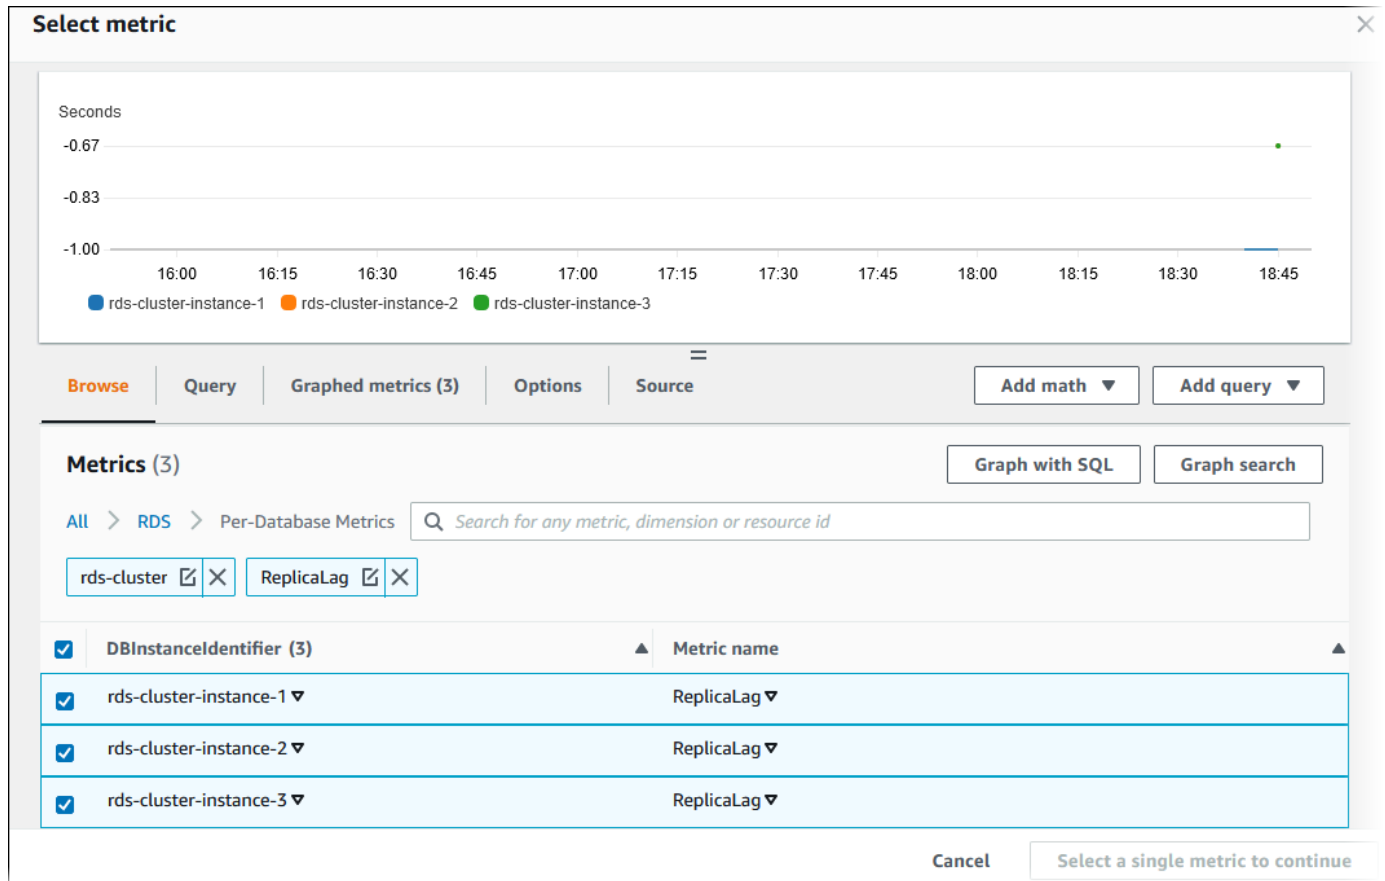 Select metric
Seconds
-0.67
-0.83
-1.00
16:00 16:15 16:30 16:45 17:00 17:15 17:30 17:45 18:00 18:15 18:30 18:45
rds-cluster-instance-1 rds-cluster-instance-2 rds-cluster-instance-3
Browse Query Graphed metrics (3) Options Source Add math Add query
Metrics (3) Graph with SQL Graph search
All RDS Per-Database Metrics Search for any metric, dimension or resource id
rds-cluster ReplicaLag
DBInstanceIdentifier (3) Metric name
rds-cluster-instance-1 ReplicaLag
rds-cluster-instance-2 ReplicaLag
rds-cluster-instance-3 ReplicaLag
Cancel Select a single metric to continue